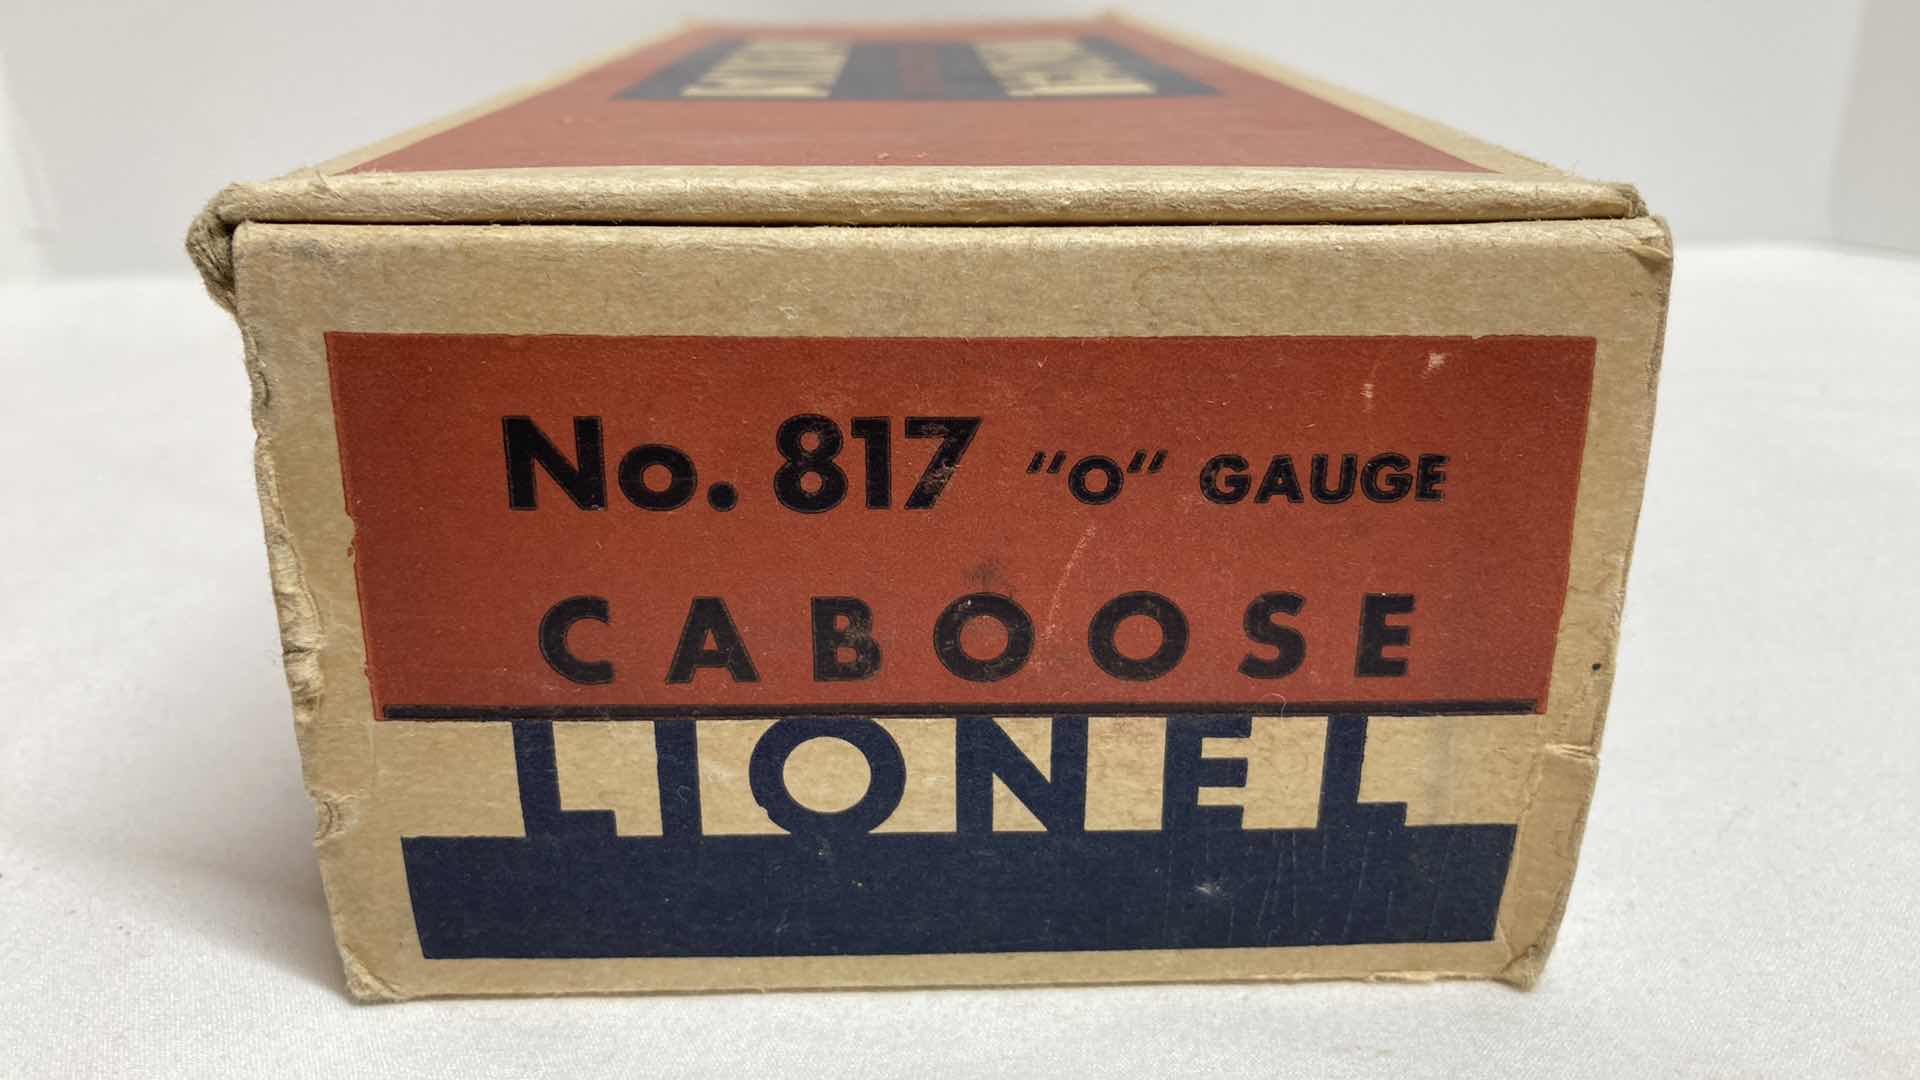 No. 817 "O" GAUGE
CABOOSE
LIONEL